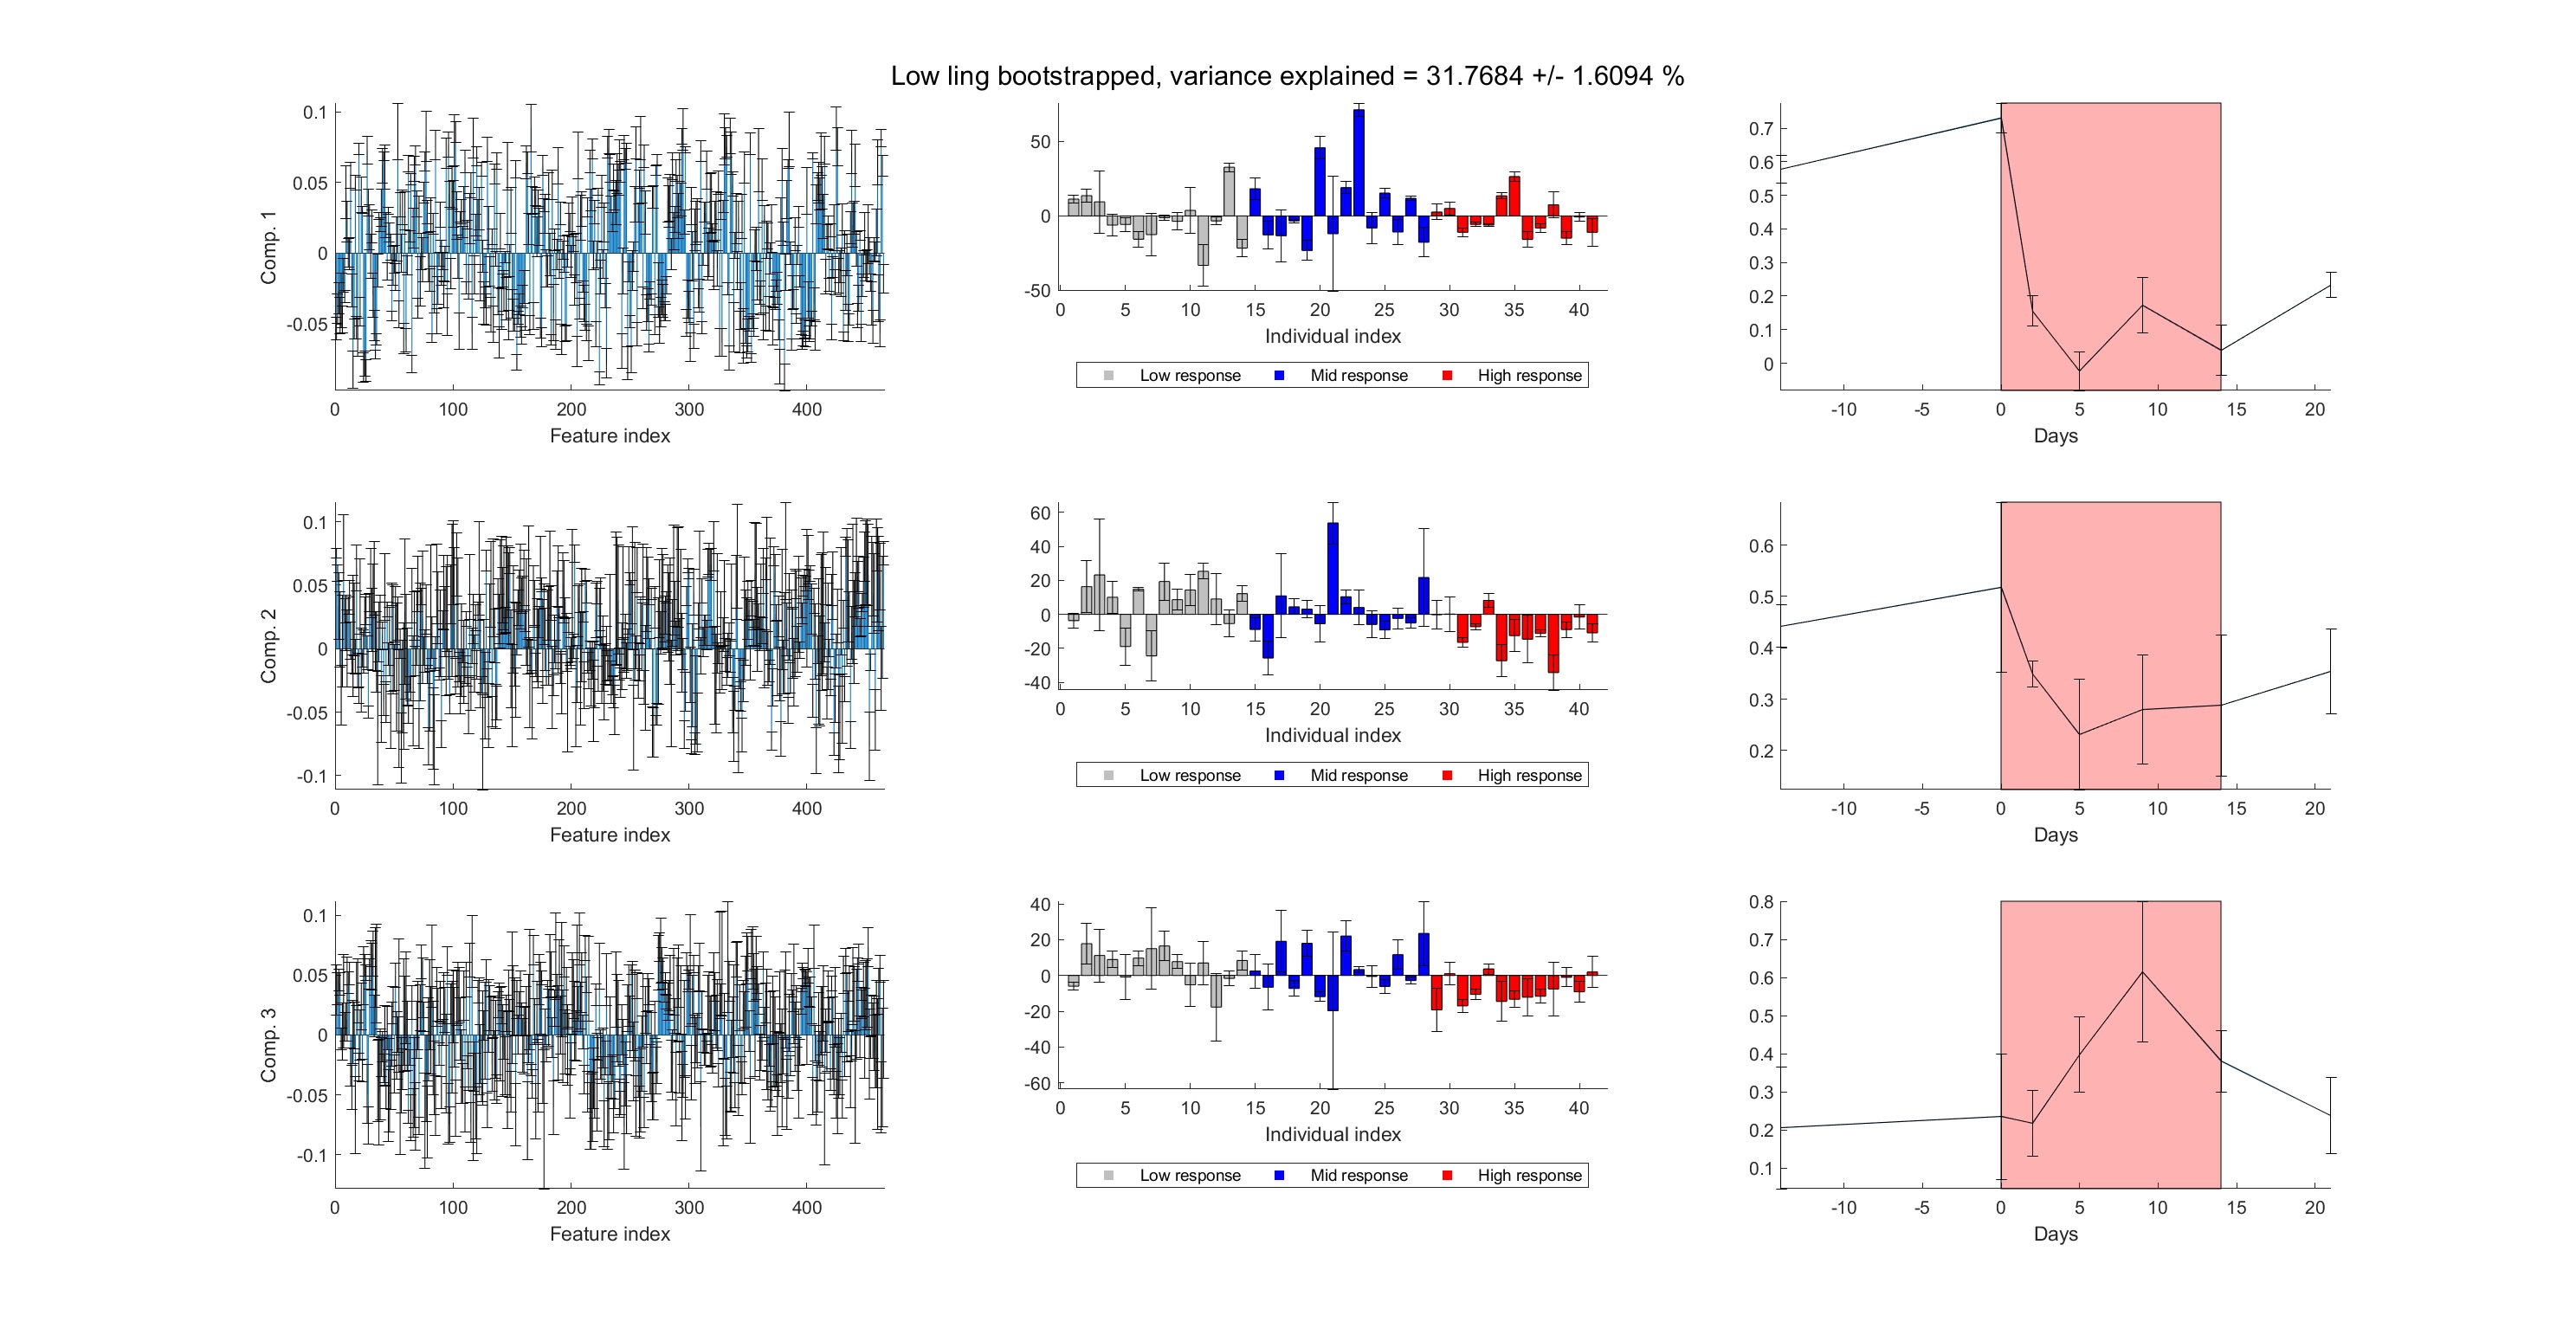 Low ling bootstrapped, variance explained = 31.7684 +/- 1.6094 %
Comp. 1
0.1
0.05
0
-0.05
0 100 200 300 400
Feature index
50
0
-50
0 5 10 15 20 25 30 35 40
Individual index
Low response Mid response High response
0.7
0.6
0.5
0.4
0.3
0.2
0.1
0
-10 -5 0 5 10 15 20
Days
Comp. 2
0.1
0.05
0
-0.05
-0.1
0 100 200 300 400
Feature index
60
40
20
0
-20
-40
0 5 10 15 20 25 30 35 40
Individual index
Low response Mid response High response
0.6
0.5
0.4
0.3
0.2
-10 -5 0 5 10 15 20
Days
Comp. 3
0.1
0.05
0
-0.05
-0.1
0 100 200 300 400
Feature index
40
20
0
-20
-40
-60
0 5 10 15 20 25 30 35 40
Individual index
Low response Mid response High response
0.8
0.7
0.6
0.5
0.4
0.3
0.2
0.1
-10 -5 0 5 10 15 20
Days